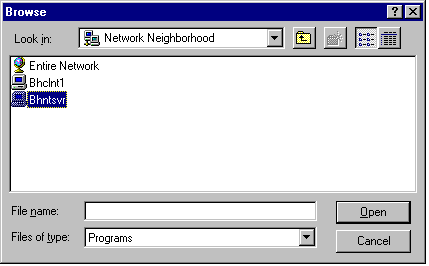 Browse
Look in: Network Neighborhood
Entire Network
Bhclnt1
Bhntsvr
File name:
Open
Files of type: Programs
Cancel